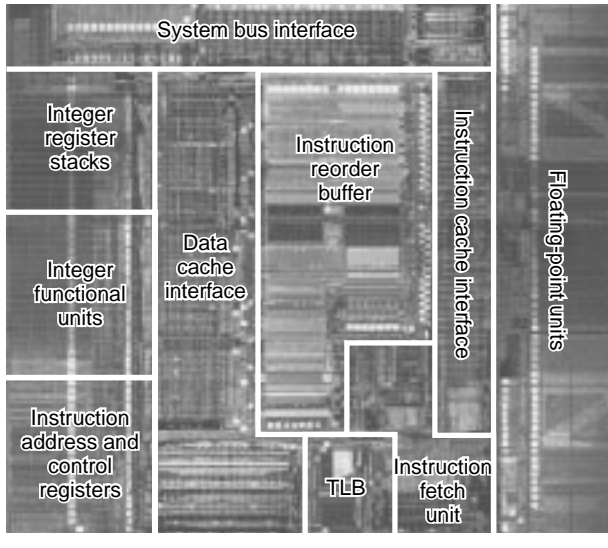 System bus interface
Integer
register
stacks
Instruction
reorder
buffer
Instruction cache interface
Floating-point units
Data
cache
interface
Integer
functional
units
Instruction
address and
control
registers
TLB
Instruction
fetch
unit